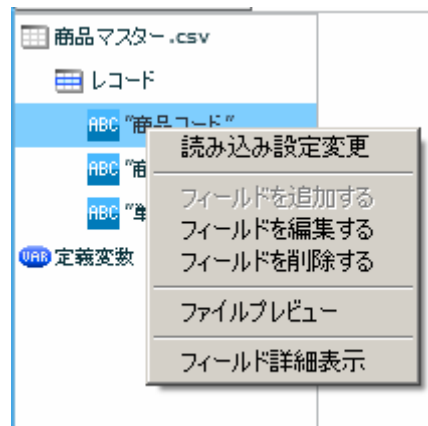 商品マスター.csv
レコード
ABC "商品コード"
読み込み設定変更
ABC "商
フィールドを追加する
フィールドを編集する
ABC "単
フィールドを削除する
VAR 定義変数
ファイルプレビュー
フィールド詳細表示